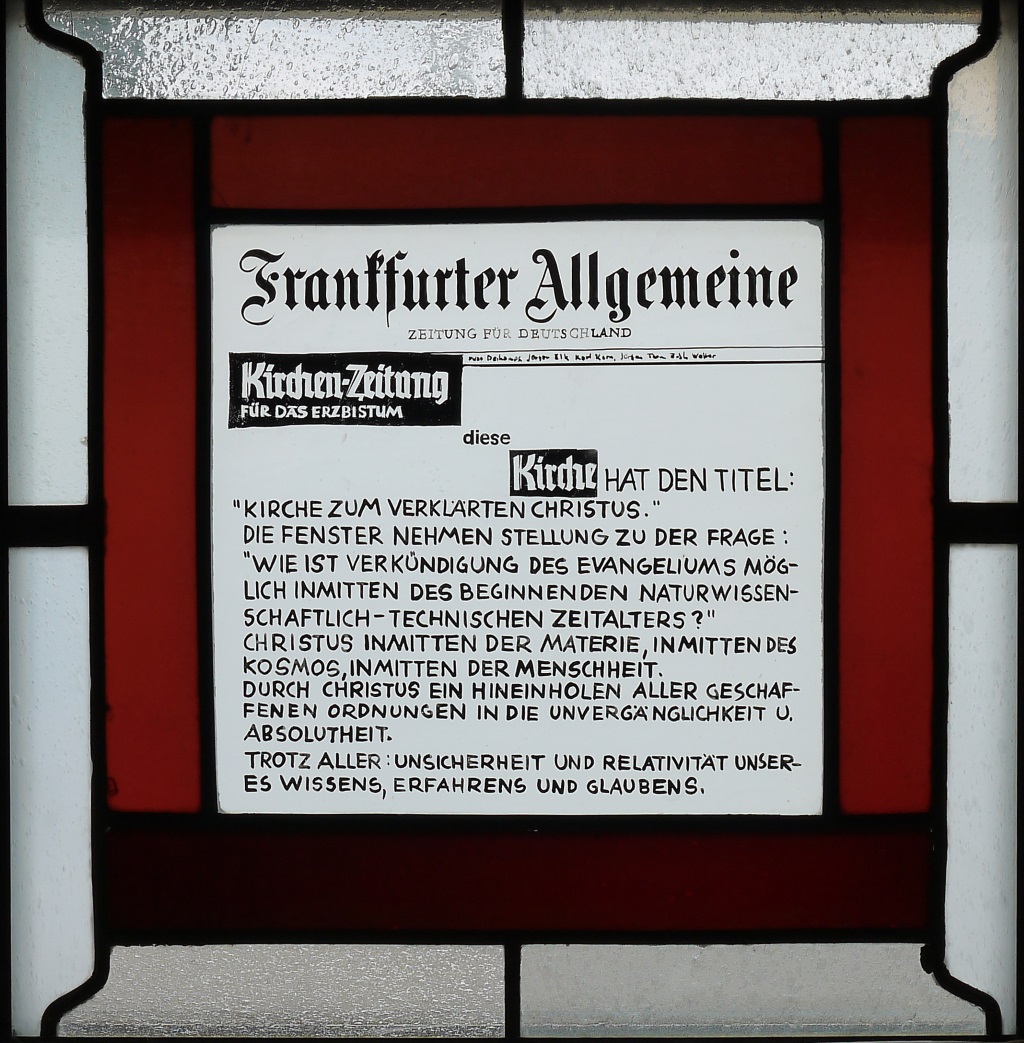 Frankfurter Allgemeine
ZEITUNG FÜR DEUTSCHLAND
Kirchen-Zeitung
FÜR DAS ERZBISTUM
diese
Kirche HAT DEN TITEL:
"KIRCHE ZUM VERKLÄRTEN CHRISTUS."
DIE FENSTER NEHMEN STELLUNG ZU DER FRAGE:
"WIE IST VERKÜNDIGUNG DES EVANGELIUMS MÖG-
LICH INMITTEN DES BEGINNENDEN NATURWISSEN-
SCHAFTLICH-TECHNISCHEN ZEITALTERS?"
CHRISTUS INMITTEN DER MATERIE, INMITTEN DES
KOSMOS, INMITTEN DER MENSCHHEIT.
DURCH CHRISTUS EIN HINEINHOLEN ALLER GESCHAF-
FENEN ORDNUNGEN IN DIE UNVERGÄNGLICHKEIT U.
ABSOLUTHEIT.
TROTZ ALLER: UNSICHERHEIT UND RELATIVITÄT UNSER-
ES WISSENS, ERFAHRENS UND GLAUBENS.